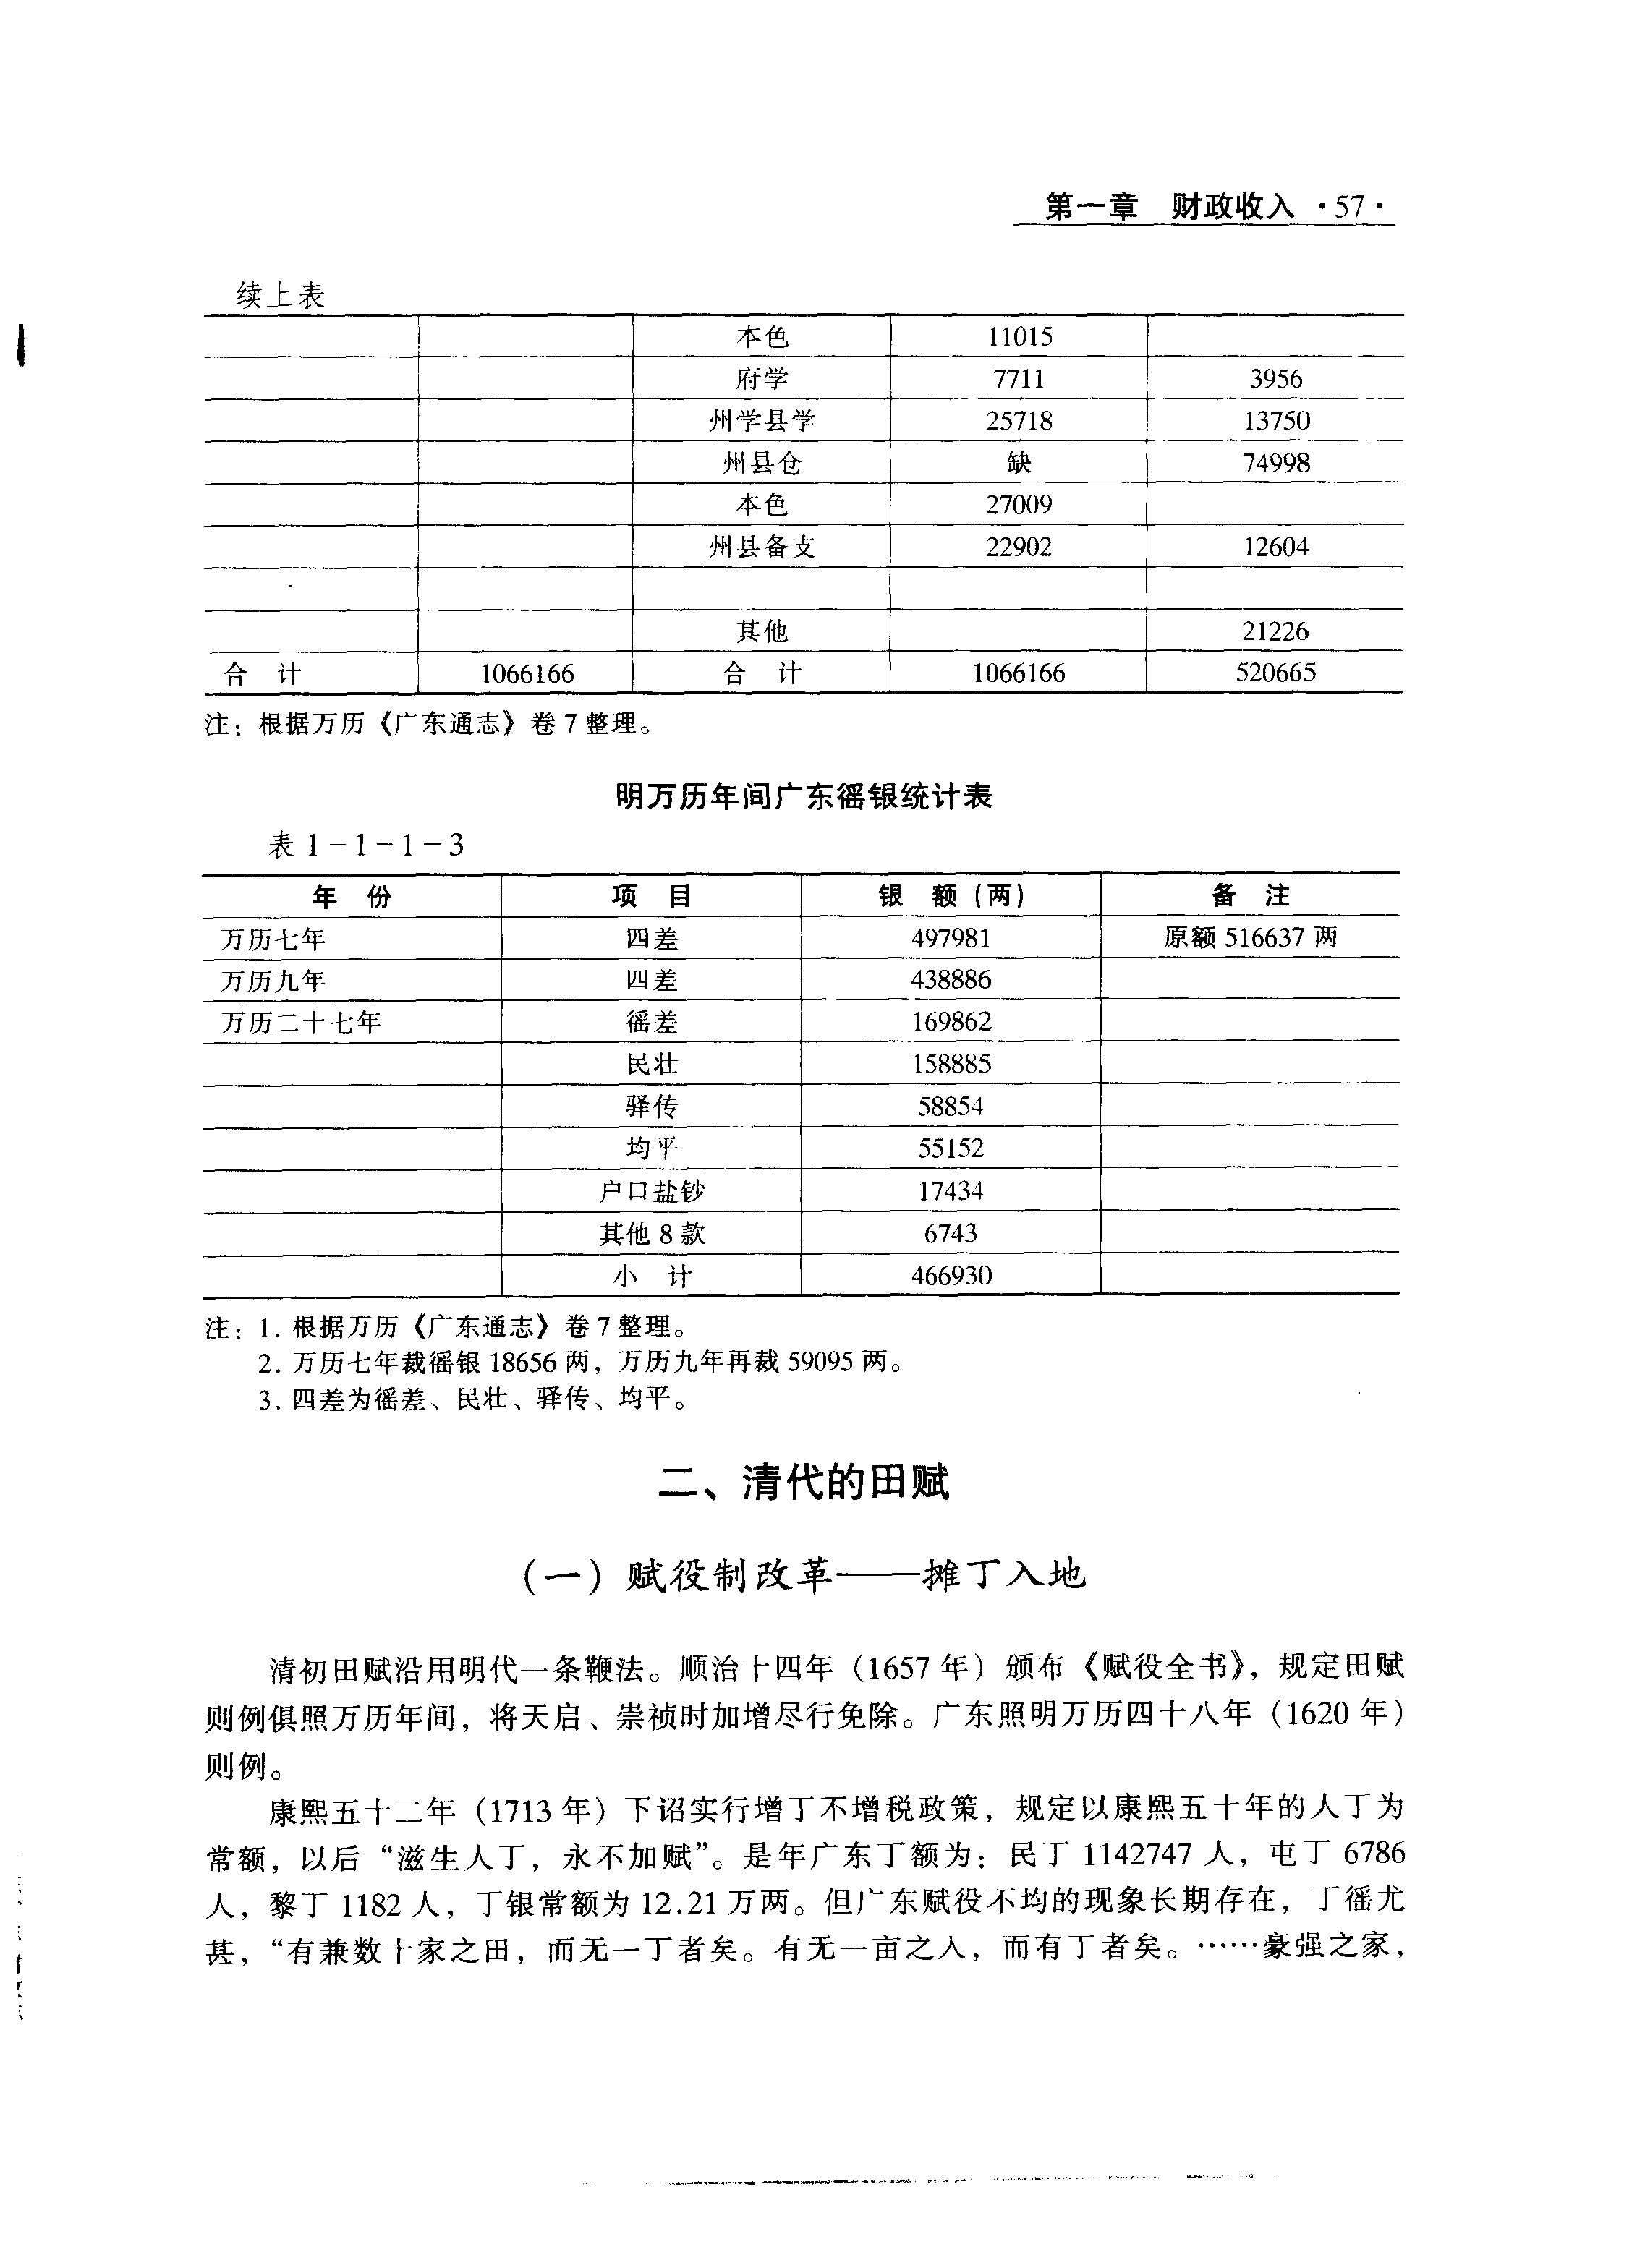 第一章 财政收入 ·57·
续上表
本色 11015
府学 7711 3956
州学县学 25718 13750
州县仓 缺 74998
本色 27009
州县备支 22902 12604
其他 21226
合 计 1066166 合 计 1066166 520665
注：根据万历《广东通志》卷7整理。
明万历年间广东徭银统计表
表1-1-1-3
年 份 项 目 银 额(两) 备 注
万历七年 四差 497981 原额516637两
万历九年 四差 438886
万历二十七年 徭差 169862
民壮 158885
驿传 58854
均平 55152
户口盐钞 17434
其他8款 6743
小 计 466930
注：1.根据万历《广东通志》卷7整理。
2.万历七年裁徭银18656两，万历九年再裁59095两。
3.四差为徭差、民壮、驿传、均平。
二、清代的田赋
(一) 赋役制改革——摊丁入地
清初田赋沿用明代一条鞭法。顺治十四年（1657年）颁布《赋役全书》，规定田赋
则例俱照万历年间，将天启、崇祯时加增尽行免除。广东照明万历四十八年（1620年）
则例。
康熙五十二年（1713年）下诏实行增丁不增税政策，规定以康熙五十年的人丁为
常额，以后“滋生人丁，永不加赋”。是年广东丁额为：民丁1142747人，屯丁6786
人，黎丁1182人，丁银常额为12.21万两。但广东赋役不均的现象长期存在，丁徭尤
甚，“有兼数十家之田，而无一丁者矣。有无一亩之人，而有丁者矣。……豪强之家，